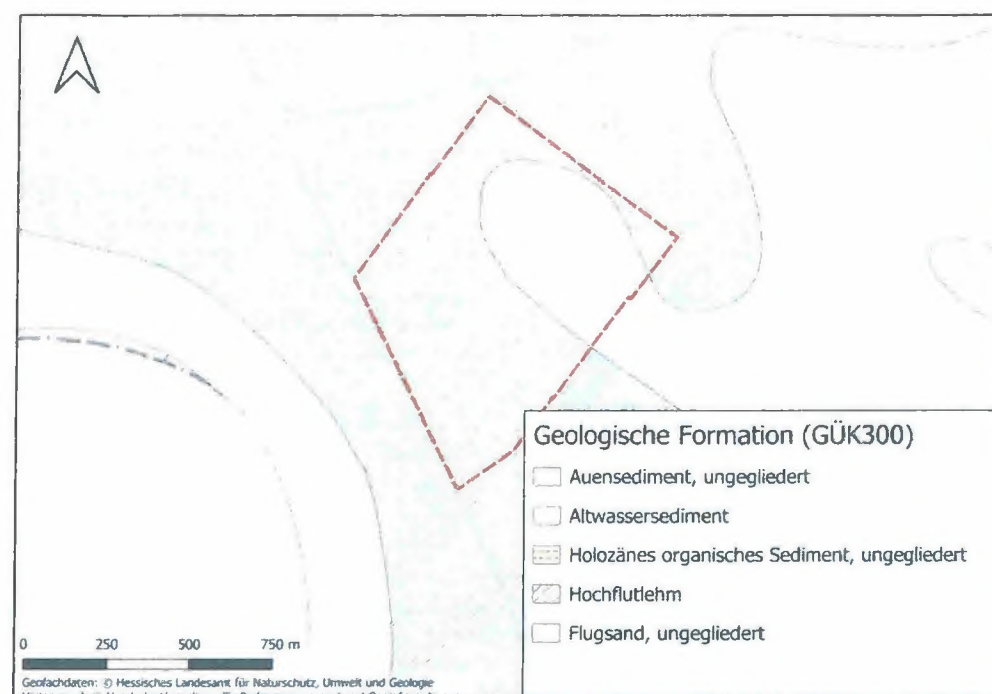 Geologische Formation (GÜK300)
Auensediment, ungegliedert
Altwassersediment
Holozänes organisches Sediment, ungegliedert
Hochflutlehm
Flugsand, ungegliedert
0 250 500 750 m
Geofachdaten: © Hessisches Landesamt für Naturschutz, Umwelt und Geologie